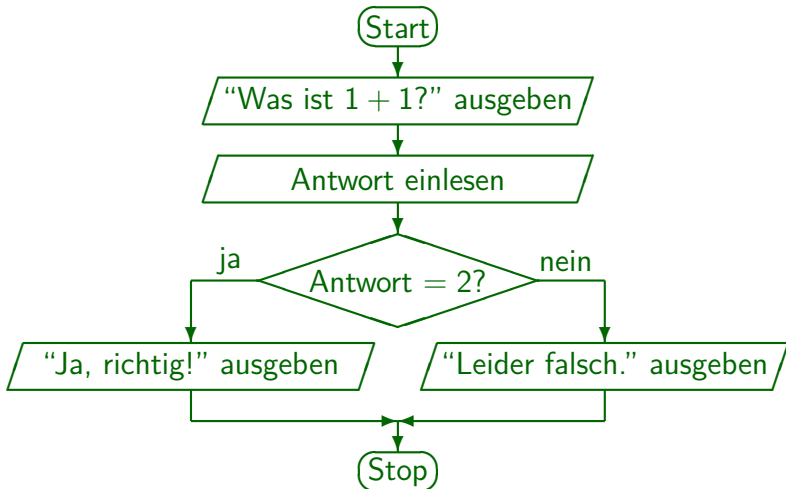 Start
“Was ist 1 + 1?” ausgeben
Antwort einlesen
ja
nein
Antwort = 2?
“Ja, richtig!” ausgeben
“Leider falsch.” ausgeben
Stop